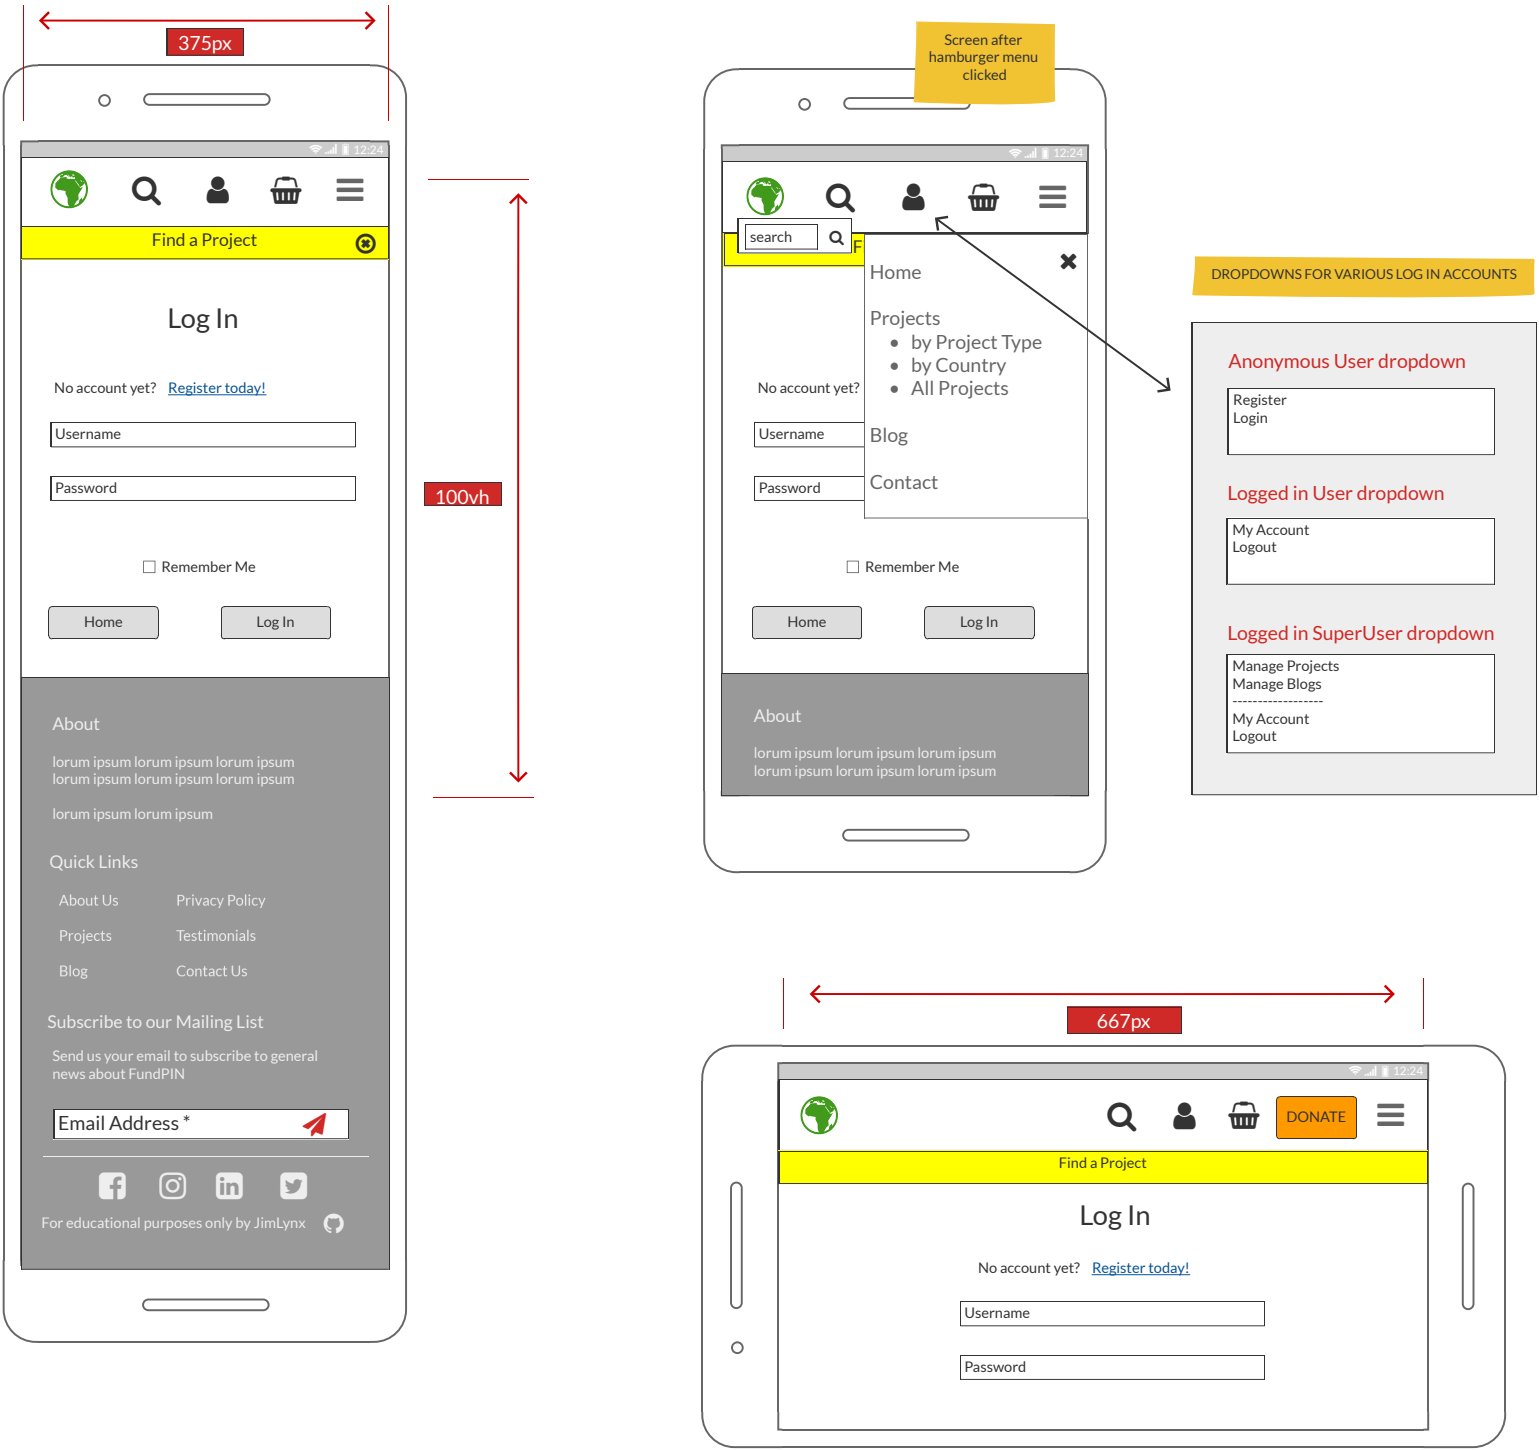 375px
12:24
Find a Project
Log In
No account yet? Register today!
Username
Password
Remember Me
Home Log In
About
lorum ipsum lorum ipsum lorum ipsum
lorum ipsum lorum ipsum lorum ipsum
lorum ipsum lorum ipsum
Quick Links
About Us Privacy Policy
Projects Testimonials
Blog Contact Us
Subscribe to our Mailing List
Send us your email to subscribe to general
news about FundPIN
Email Address *
For educational purposes only by JimLynx
100vh
Screen after
hamburger menu
clicked
12:24
search
F
Home
Projects
• by Project Type
• by Country
• All Projects
Blog
Contact
No account yet?
Username
Password
Remember Me
Home Log In
About
lorum ipsum lorum ipsum lorum ipsum
lorum ipsum lorum ipsum lorum ipsum
DROPDOWNS FOR VARIOUS LOG IN ACCOUNTS
Anonymous User dropdown
Register
Login
Logged in User dropdown
My Account
Logout
Logged in SuperUser dropdown
Manage Projects
Manage Blogs
------------------
My Account
Logout
667px
12:24
DONATE
Find a Project
Log In
No account yet? Register today!
Username
Password